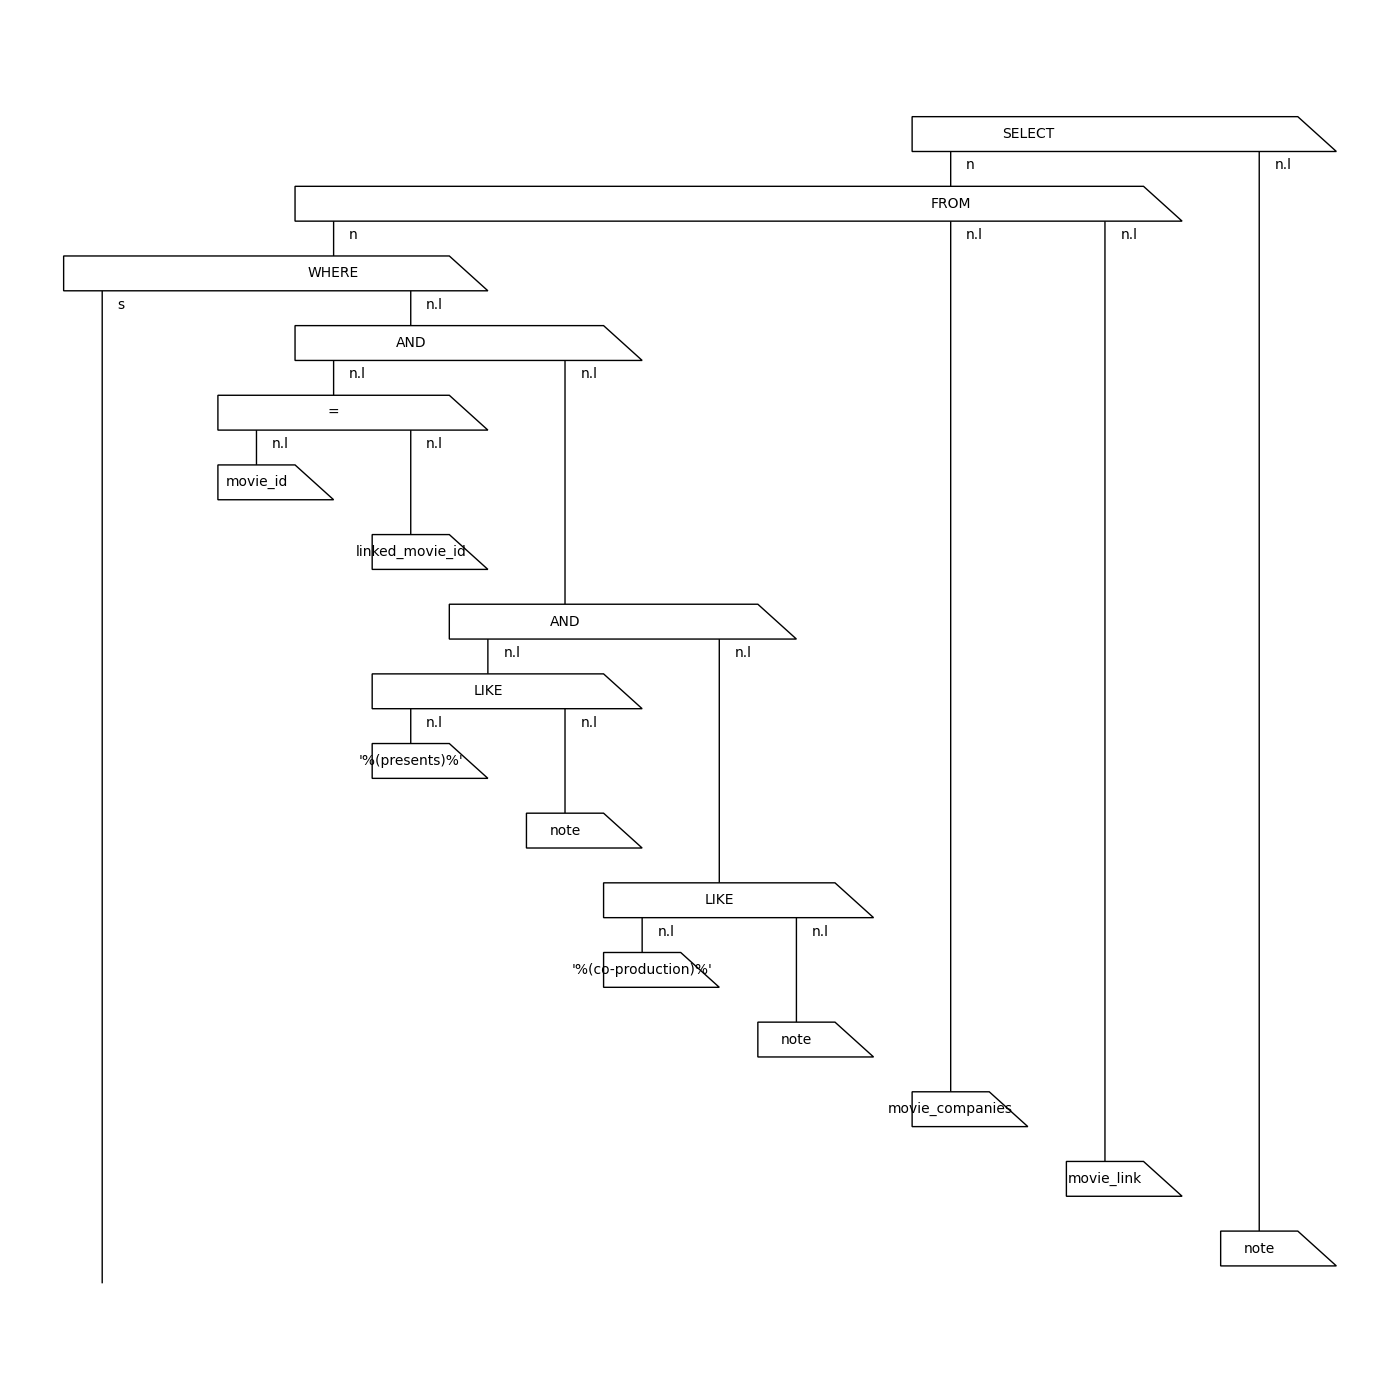 SELECT
n n.l
FROM
n n.l n.l
WHERE
s n.l
AND
n.l n.l
=
n.l n.l
movie_id
linked_movie_id
AND
n.l n.l
LIKE
n.l n.l
'%(presents)%'
note
LIKE
n.l n.l
'%(co-production)%'
note
movie_companies
movie_link
note